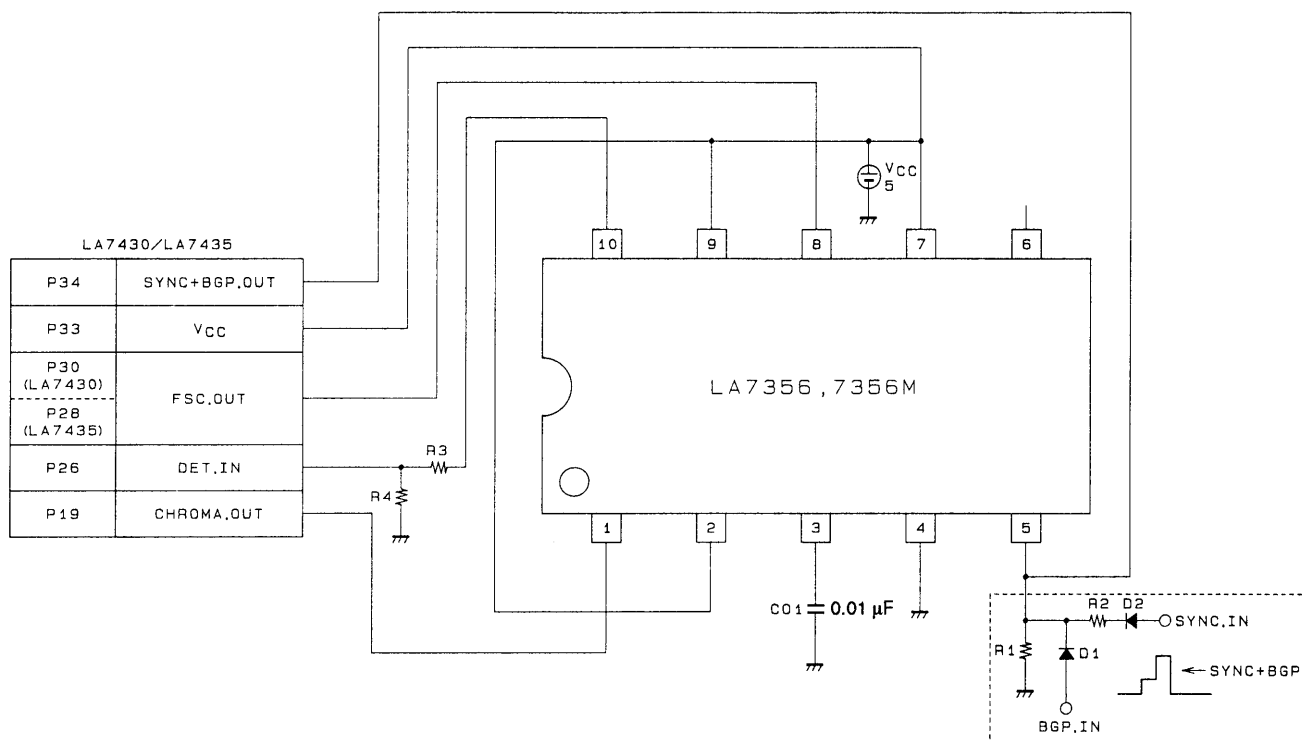 LA7430/LA7435
P34 SYNC+BGP.OUT
P33 VCC
P30
(LA7430)
FSC.OUT
P28
(LA7435)
P26 DET.IN
P19 CHROMA.OUT
R3
R4
VCC
5
10 9 8 7 6
LA7356,7356M
1 2 3 4 5
C01 0.01 µF
R2 D2
SYNC.IN
R1
D1
SYNC+BGP
BGP.IN